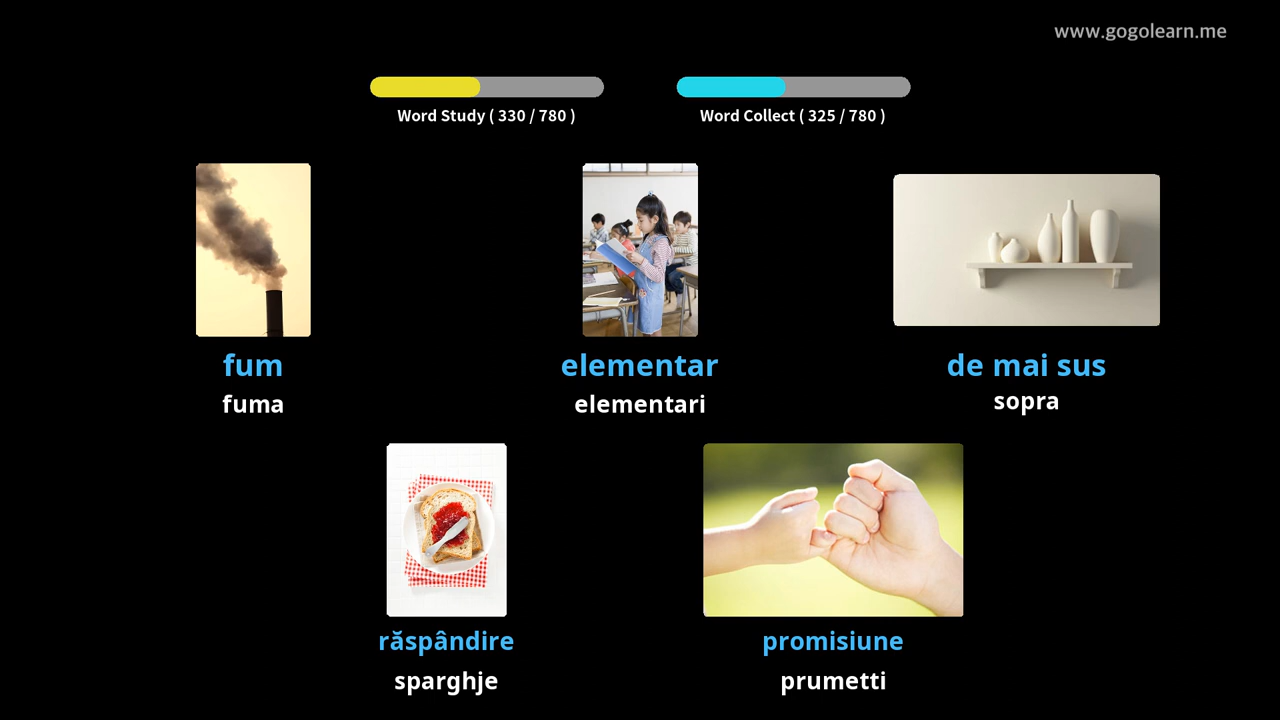 www.gogolearn.me
Word Study ( 330 / 780 )
Word Collect ( 325 / 780 )
fum
fuma
elementar
elementari
de mai sus
sopra
răspândire
sparghje
promisiune
prumetti